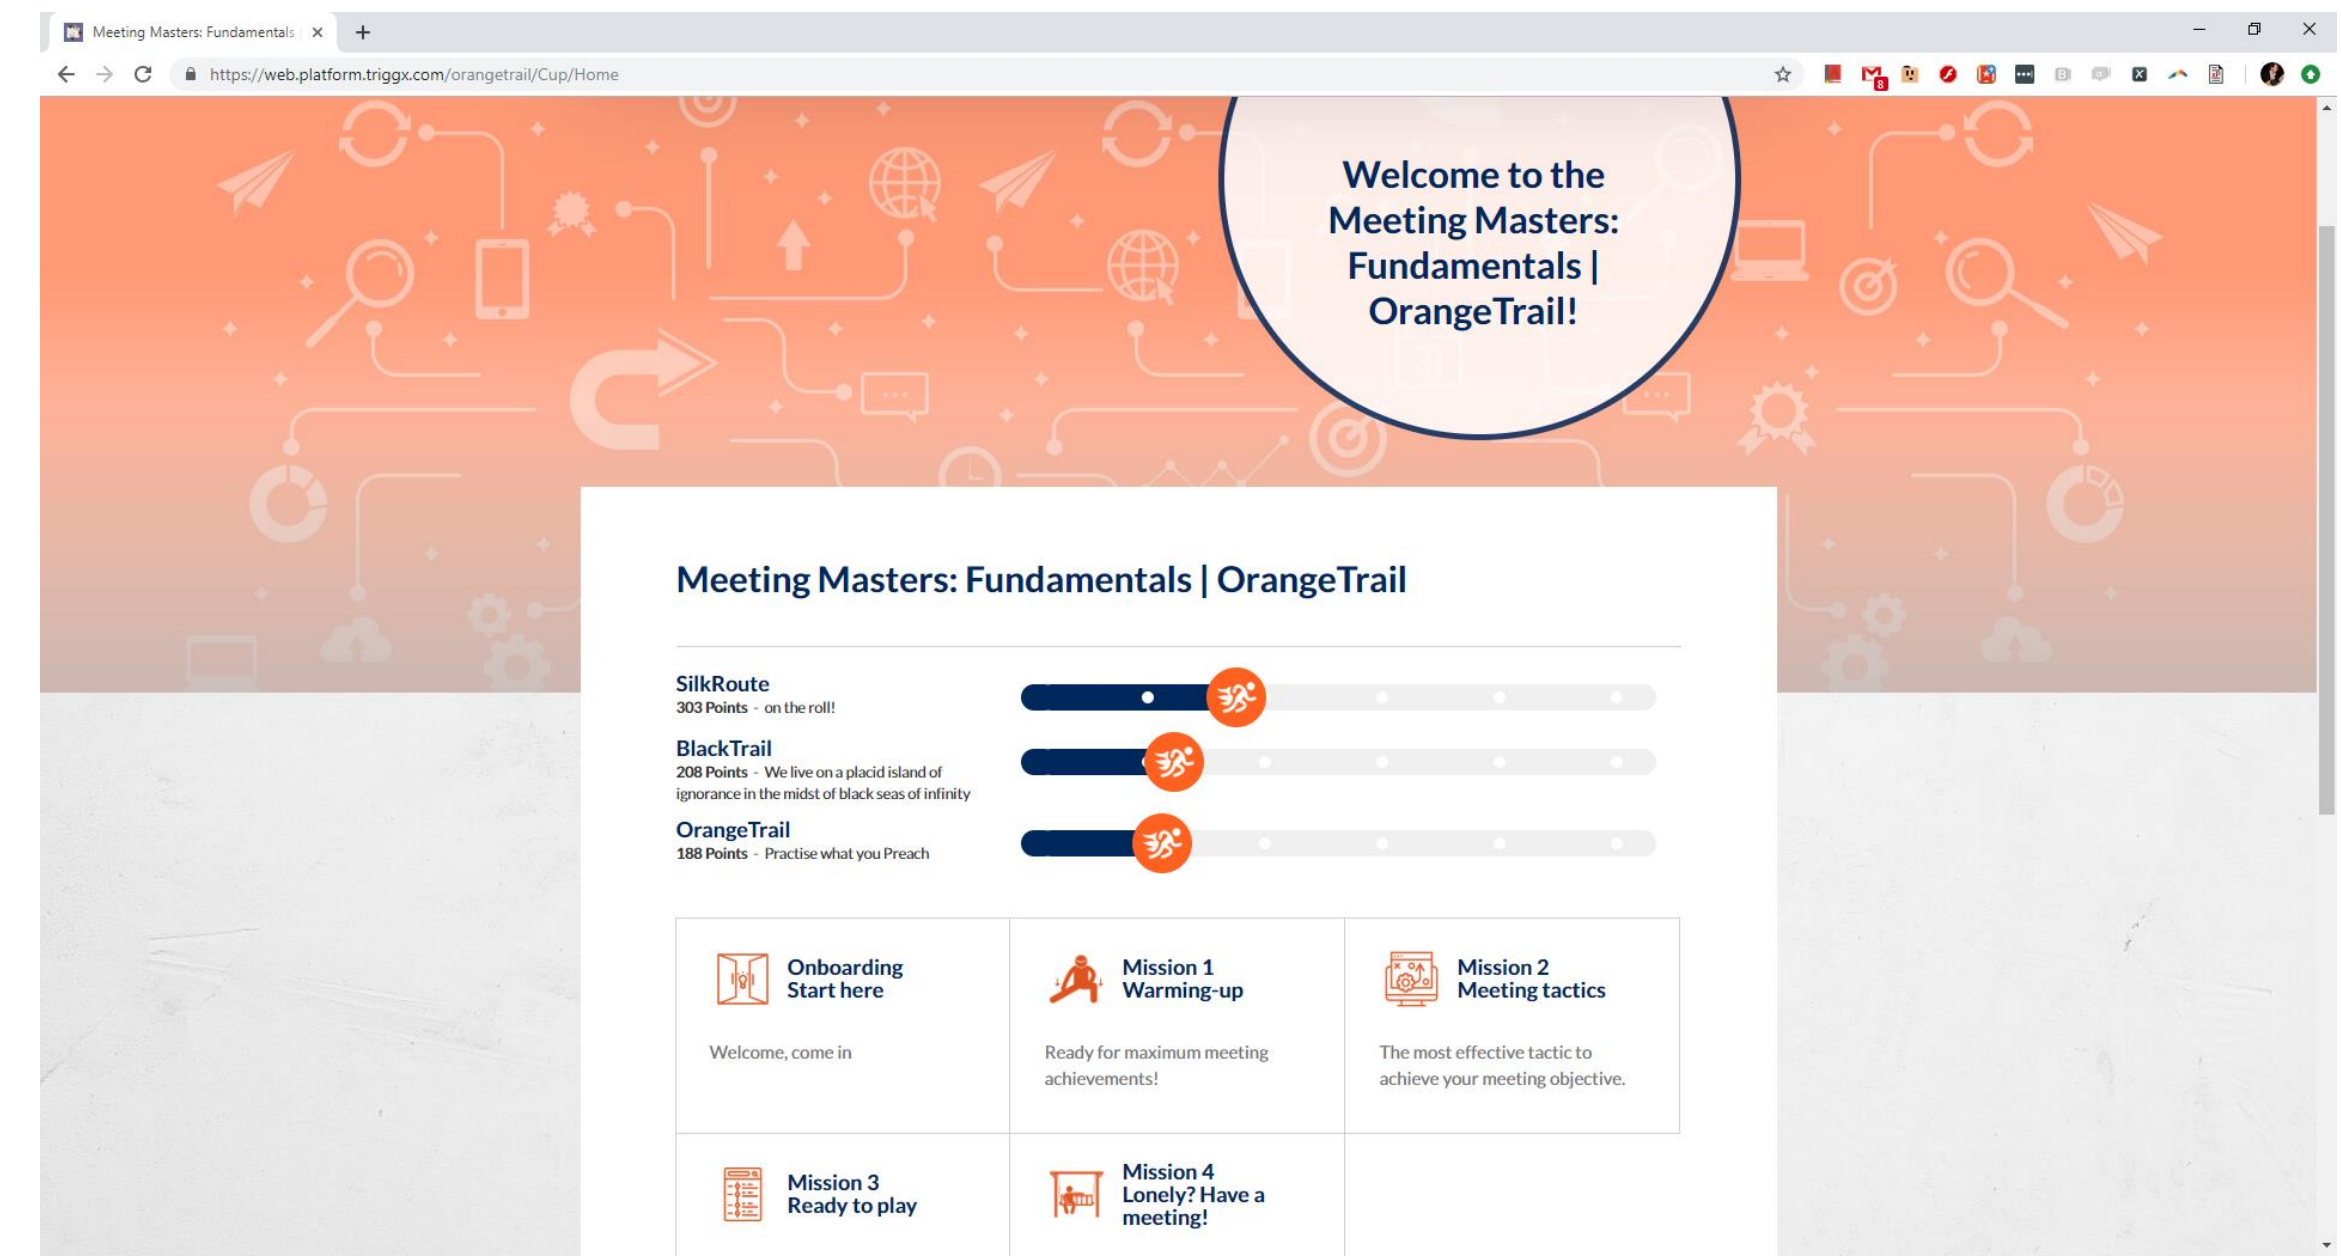 Meeting Masters: Fundamentals |
https://web.platform.triggx.com/orangetrail/Cup/Home
8
Welcome to the
Meeting Masters:
Fundamentals |
OrangeTrail!
31
Meeting Masters: Fundamentals | OrangeTrail
SilkRoute
303 Points - on the roll!
BlackTrail
208 Points - We live on a placid island of
ignorance in the midst of black seas of infinity
OrangeTrail
188 Points - Practise what you Preach
Onboarding
Start here
Welcome, come in
Mission 1
Warming-up
Ready for maximum meeting
achievements!
Mission 2
Meeting tactics
The most effective tactic to
achieve your meeting objective.
Mission 3
Ready to play
Mission 4
Lonely? Have a
meeting!